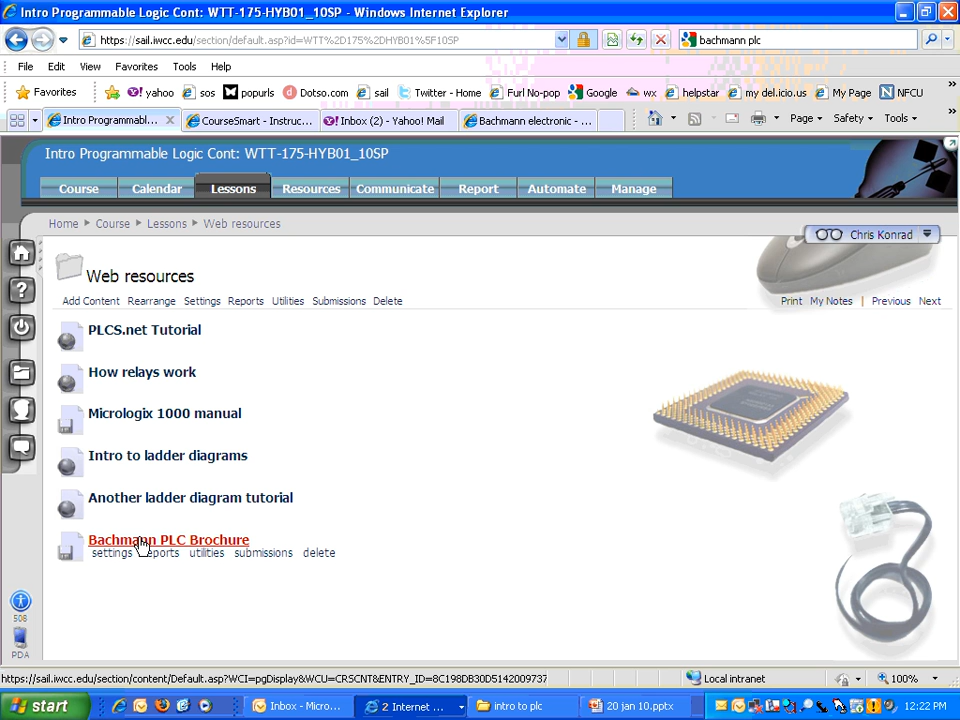 Intro Programmable Logic Cont: WTT-175-HYB01_10SP - Windows Internet Explorer
https://sail.iwcc.edu/section/default.asp?id=WTT%2D175%2DHYB01%5F10SP
bachmann plc
File Edit View Favorites Tools Help
Favorites yahoo sos popurls Dotso.com sail Twitter - Home Furl No-pop Google wx helpstar my del.icio.us My Page NFCU
Intro Programmabl... CourseSmart - Instruc... Inbox (2) - Yahoo! Mail Bachmann electronic - ... Page Safety Tools
Intro Programmable Logic Cont: WTT-175-HYB01_10SP
Course Calendar Lessons Resources Communicate Report Automate Manage
Home Course Lessons Web resources
Chris Konrad
Web resources
Add Content Rearrange Settings Reports Utilities Submissions Delete
Print My Notes | Previous Next
PLCS.net Tutorial
How relays work
Micrologix 1000 manual
Intro to ladder diagrams
Another ladder diagram tutorial
Bachmann PLC Brochure
settings reports utilities submissions delete
508
PDA
https://sail.iwcc.edu/section/content/Default.asp?WCI=pgDisplay&WCU=CRSCNT&ENTRY_ID=8C198DB30D5142009737
Local intranet
100%
start
Inbox - Micro...
2 Internet ...
intro to plc
20 jan 10.pptx
12:22 PM